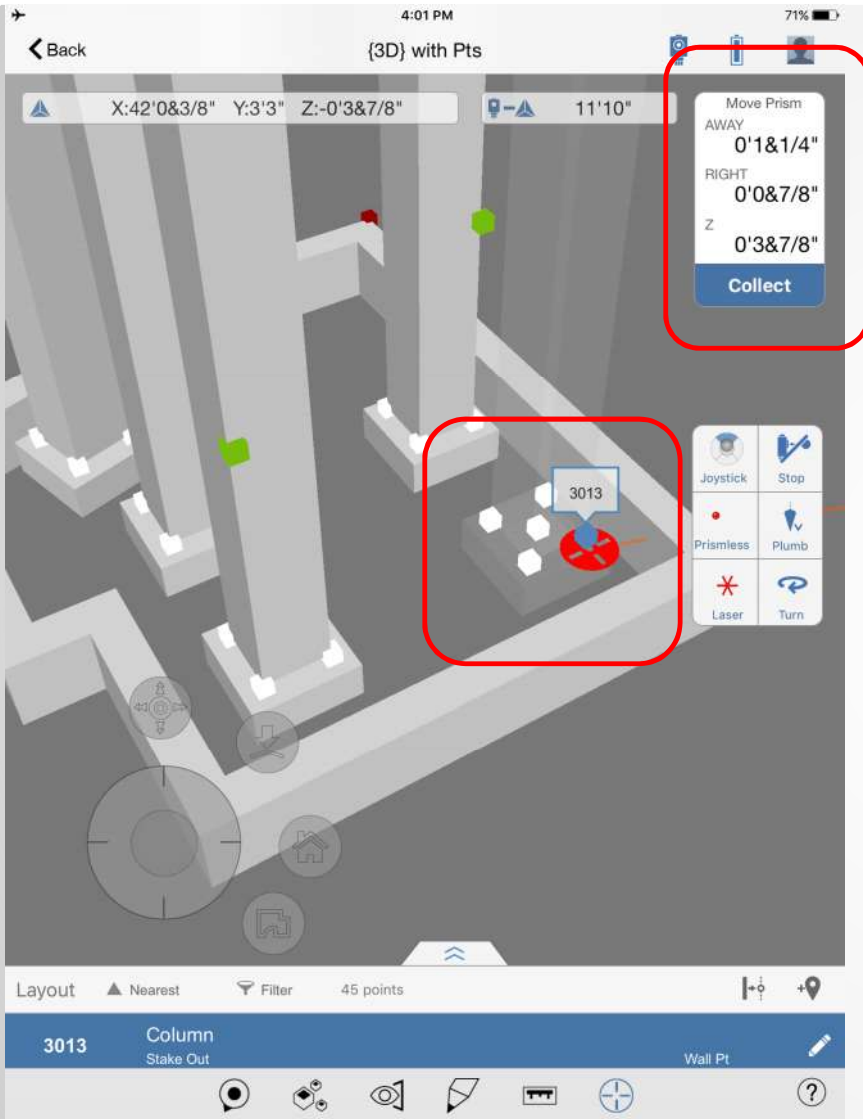 4:01 PM
71%
Back
{3D} with Pts
X:42'0&3/8" Y:3'3" Z:-0'3&7/8"
11'10"
Move Prism
AWAY
0'1&1/4"
RIGHT
0'0&7/8"
Z
0'3&7/8"
Collect
3013
Joystick Stop
Prismless Plumb
Laser Turn
Layout Nearest Filter 45 points
3013 Column
Stake Out Wall Pt
?